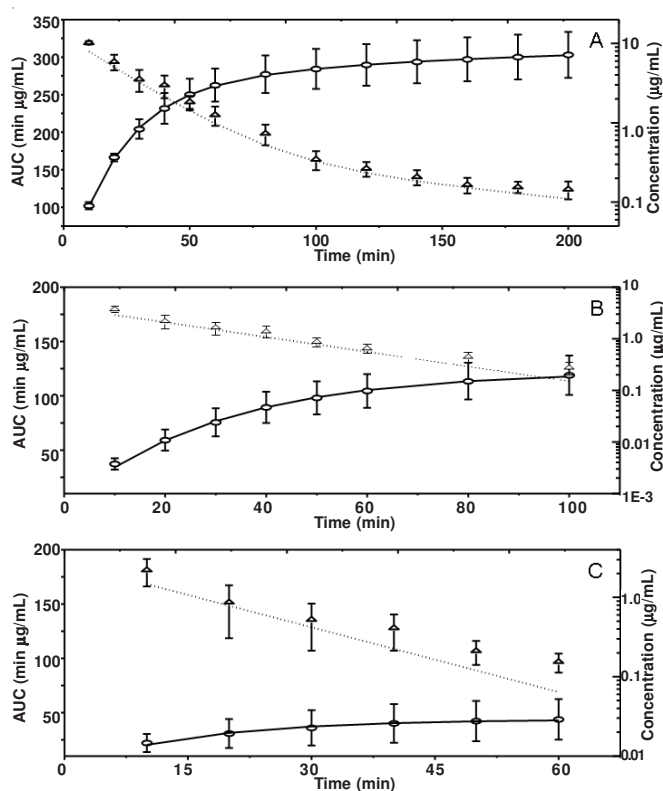 A
350
300
250
200
150
100
AUC (min µg/mL)
10
1.0
0.1
Concentration (µg/mL)
0 50 100 150 200
Time (min)
B
200
150
100
50
AUC (min µg/mL)
10
1.0
0.1
0.01
1E-3
Concentration (µg/mL)
0 20 40 60 80 100
Time (min)
C
200
150
100
50
AUC (min µg/mL)
1.0
0.1
0.01
Concentration (µg/mL)
0 15 30 45 60
Time (min)